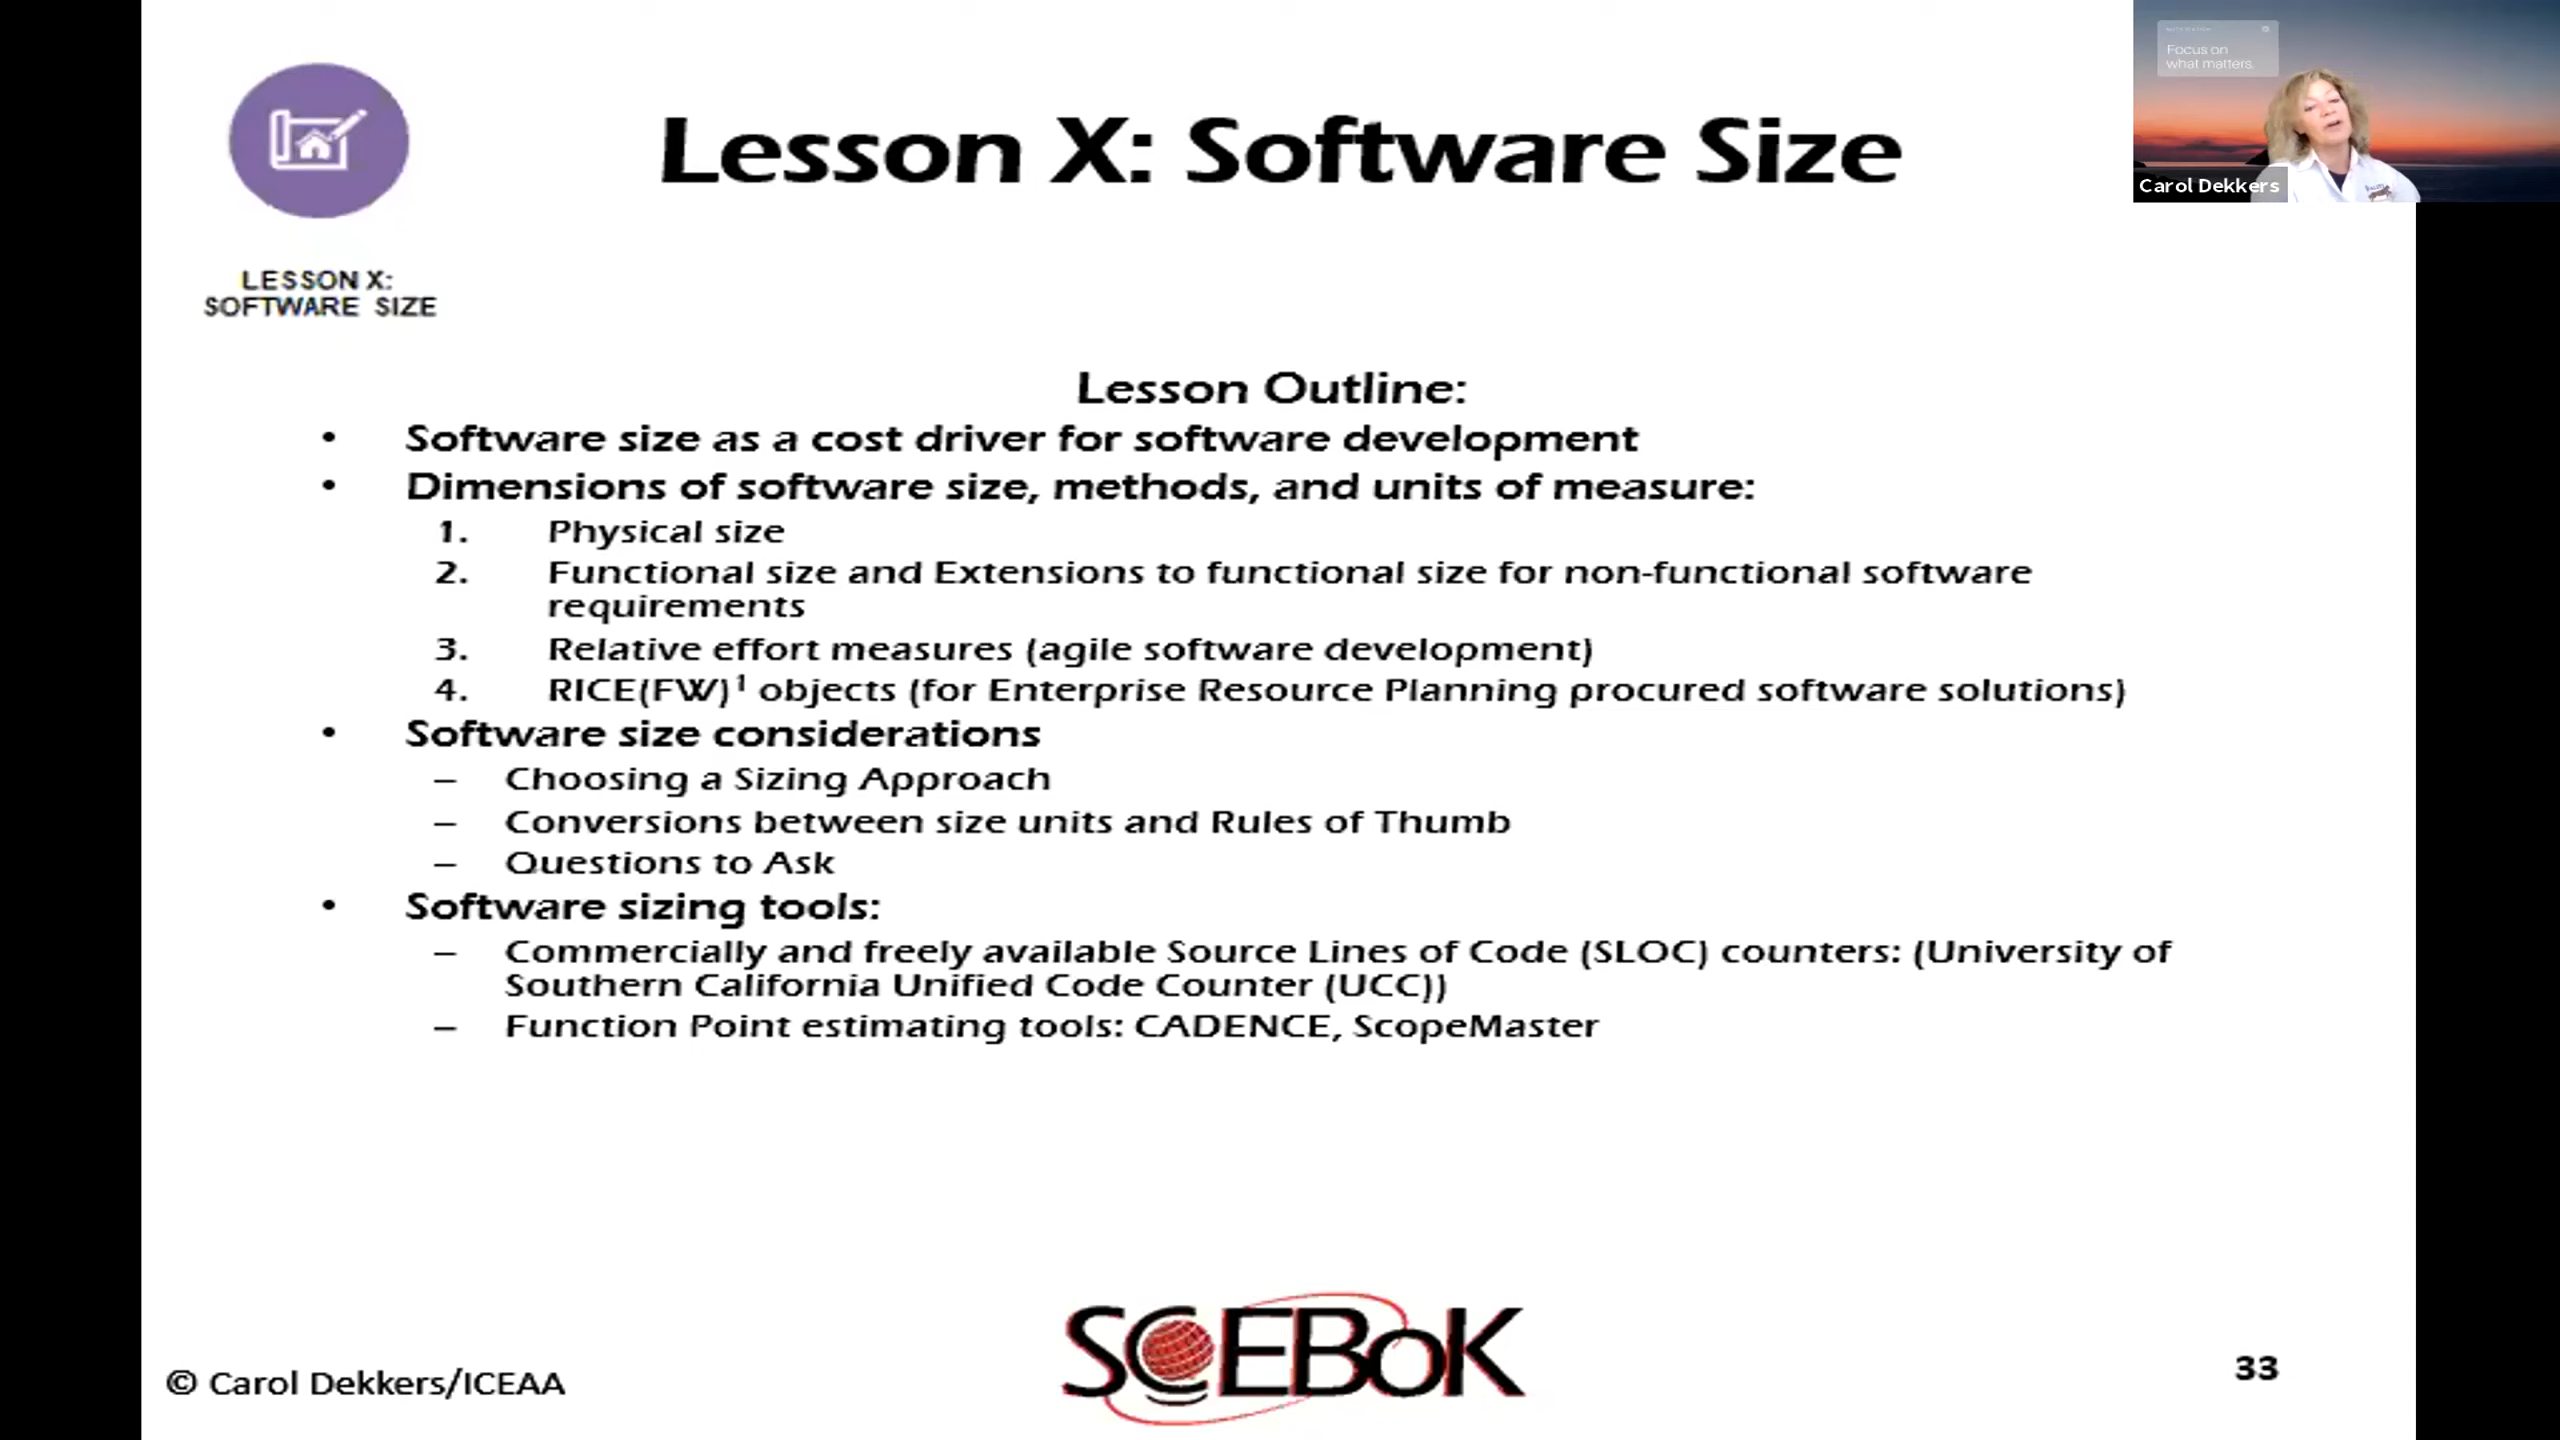 Lesson X: Software Size
Focus on
what matters.
Carol Dekkers
LESSON X:
SOFTWARE SIZE
Lesson Outline:
• Software size as a cost driver for software development
• Dimensions of software size, methods, and units of measure:
1. Physical size
2. Functional size and Extensions to functional size for non-functional software
requirements
3. Relative effort measures (agile software development)
4. RICE(FW)¹ objects (for Enterprise Resource Planning procured software solutions)
• Software size considerations
– Choosing a Sizing Approach
– Conversions between size units and Rules of Thumb
– Questions to Ask
• Software sizing tools:
– Commercially and freely available Source Lines of Code (SLOC) counters: (University of
Southern California Unified Code Counter (UCC))
– Function Point estimating tools: CADENCE, ScopeMaster
© Carol Dekkers/ICEAA
SCEBoK
33